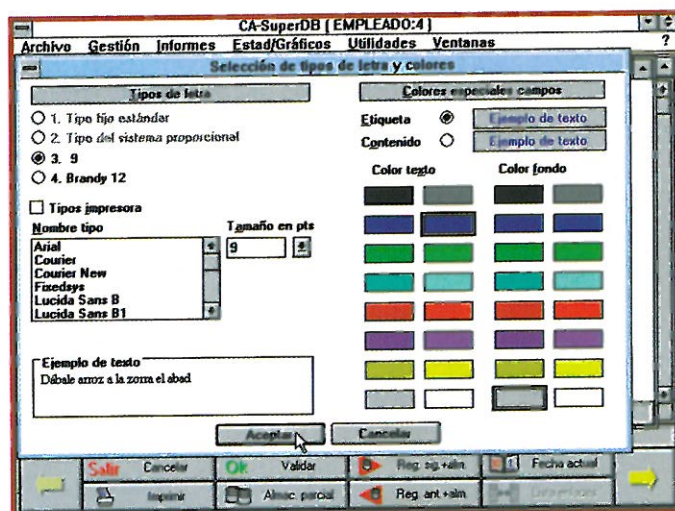 CA-SuperDB [ EMPLEADO:4 ]
Archivo Gestión Informes Estad/Gráficos Utilidades Ventanas ?
Selección de tipos de letra y colores
Tipos de letra
1. Tipo fijo estándar
2. Tipo del sistema proporcional
3. 9
4. Brandy 12
Tipos impresora
Nombre tipo
Tamaño en pts
Arial
Courier
Courier New
Fixedsys
Lucida Sans B
Lucida Sans B1
9
Ejemplo de texto
Dábale arroz a la zorra el abad
Colores especiales campos
Etiqueta Ejemplo de texto
Contenido Ejemplo de texto
Color texto Color fondo
Aceptar Cancelar
Salir Cancelar Ok Validar Reg. sig.+alm. Fecha actual
Imprimir Almac. parcial Reg. ant.+alm.